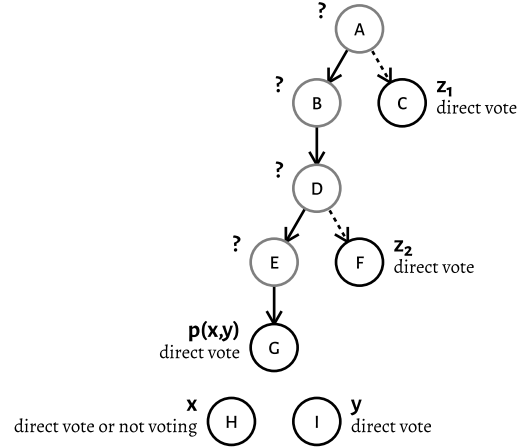 ?
A
?
B
C
z₁
direct vote
?
D
?
E
F
z₂
direct vote
p(x,y)
direct vote
G
x
direct vote or not voting
H
I
y
direct vote